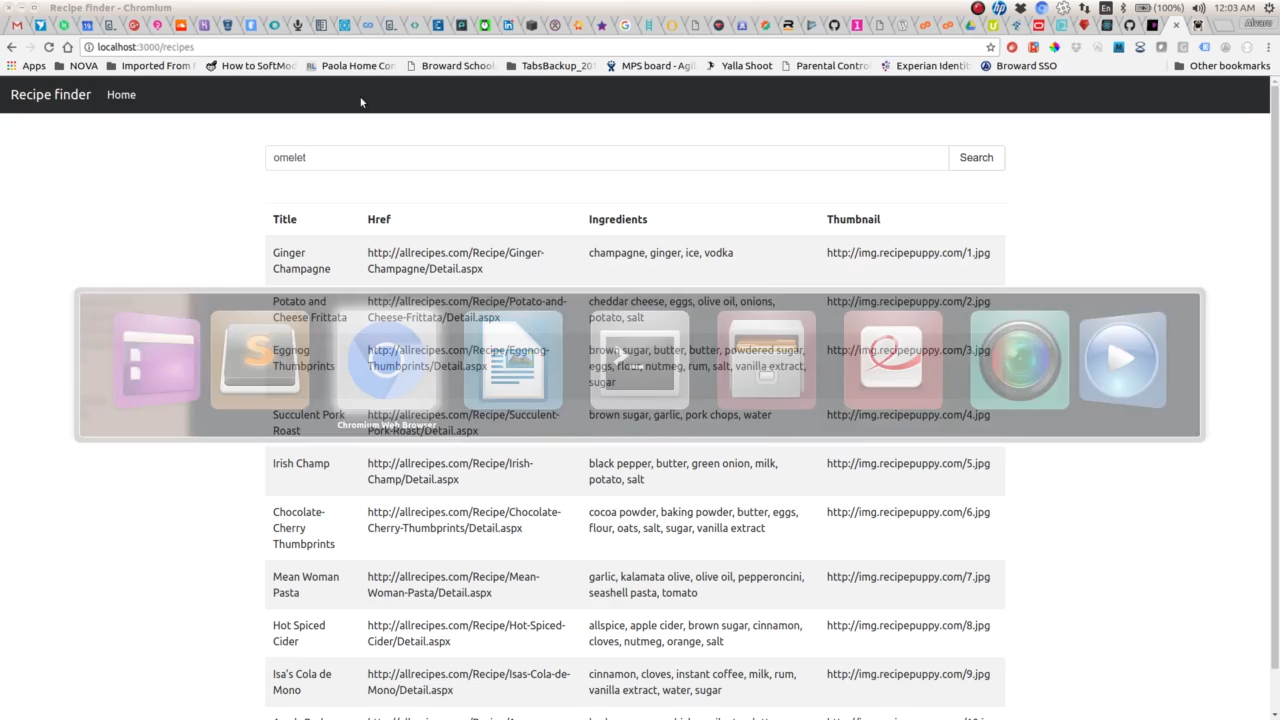 Recipe finder - Chromium
En
(100%)
12:03 AM
Alvaro
localhost:3000/recipes
Apps
NOVA
Imported From
How to SoftMod
Paola Home Con
Broward School
TabsBackup_201
MPS board - Agil
Yalla Shoot
Parental Contro
Experian Identit
Broward SSO
Other bookmarks
Recipe finder Home
omelet Search
Title Href Ingredients Thumbnail
Ginger http://allrecipes.com/Recipe/Ginger- champagne, ginger, ice, vodka http://img.recipepuppy.com/1.jpg
Champagne Champagne/Detail.aspx
Potato and http://allrecipes.com/Recipe/Potato-and- cheddar cheese, eggs, olive oil, onions, http://img.recipepuppy.com/2.jpg
Cheese Frittata Cheese-Frittata/Detail.aspx potato, salt
Eggnog http://allrecipes.com/Recipe/Eggnog- brown sugar, butter, butter, powdered sugar, http://img.recipepuppy.com/3.jpg
Thumbprints Thumbprints/Detail.aspx eggs, flour, nutmeg, rum, salt, vanilla extract,
sugar
Succulent Pork http://allrecipes.com/Recipe/Succulent- brown sugar, garlic, pork chops, water http://img.recipepuppy.com/4.jpg
Roast Pork-Roast/Detail.aspx
Chromium Web Browser
Irish Champ http://allrecipes.com/Recipe/Irish- black pepper, butter, green onion, milk, http://img.recipepuppy.com/5.jpg
Champ/Detail.aspx potato, salt
Chocolate- http://allrecipes.com/Recipe/Chocolate- cocoa powder, baking powder, butter, eggs, http://img.recipepuppy.com/6.jpg
Cherry Cherry-Thumbprints/Detail.aspx flour, oats, salt, sugar, vanilla extract
Thumbprints
Mean Woman http://allrecipes.com/Recipe/Mean- garlic, kalamata olive, olive oil, pepperoncini, http://img.recipepuppy.com/7.jpg
Pasta Woman-Pasta/Detail.aspx seashell pasta, tomato
Hot Spiced http://allrecipes.com/Recipe/Hot-Spiced- allspice, apple cider, brown sugar, cinnamon, http://img.recipepuppy.com/8.jpg
Cider Cider/Detail.aspx cloves, nutmeg, orange, salt
Isa's Cola de http://allrecipes.com/Recipe/Isas-Cola-de- cinnamon, cloves, instant coffee, milk, rum, http://img.recipepuppy.com/9.jpg
Mono Mono/Detail.aspx vanilla extract, water, sugar